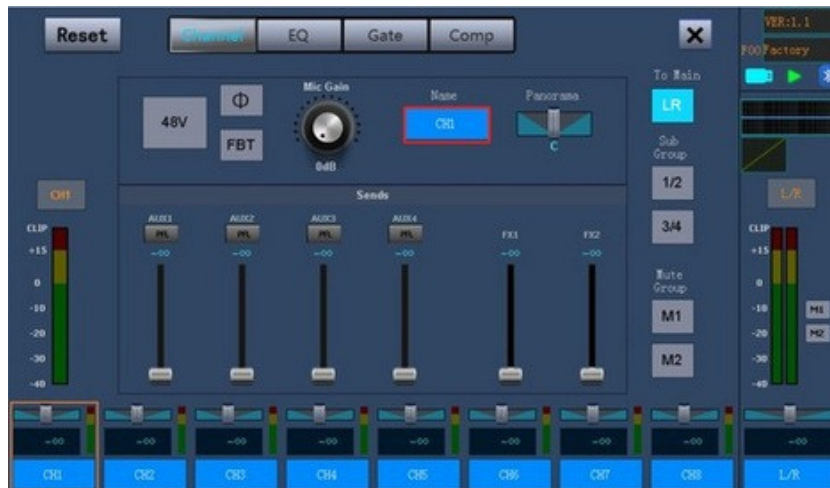 Reset
Channel
EQ
Gate
Comp
X
VER:1.1
F00Factory
48V
Φ
FBT
Mic Gain
0dB
Name
CH1
Panorama
C
To Main
LR
Sub
Group
1/2
3/4
Mute
Group
M1
M2
Sends
AUX1
PFL
-∞
AUX2
PFL
-∞
AUX3
PFL
-∞
AUX4
PFL
-∞
FX1
-∞
FX2
-∞
CH1
CLIP
+15
0
-10
-20
-30
-40
L/R
CLIP
+15
0
-10
-20
-30
-40
M1
M2
-∞
-∞
-∞
-∞
-∞
-∞
-∞
-∞
-∞
CH1
CH2
CH3
CH4
CH5
CH6
CH7
CH8
L/R